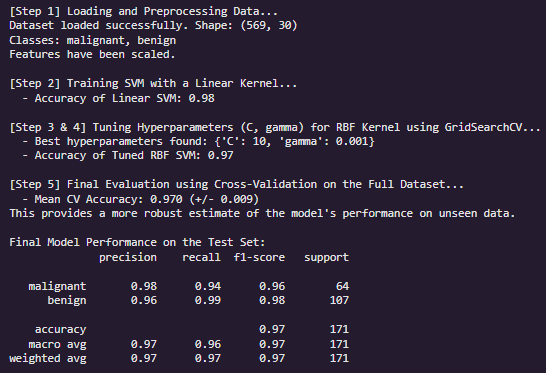 [Step 1] Loading and Preprocessing Data...
Dataset loaded successfully. Shape: (569, 30)
Classes: malignant, benign
Features have been scaled.

[Step 2] Training SVM with a Linear Kernel...
  - Accuracy of Linear SVM: 0.98

[Step 3 & 4] Tuning Hyperparameters (C, gamma) for RBF Kernel using GridSearchCV...
  - Best hyperparameters found: {'C': 10, 'gamma': 0.001}
  - Accuracy of Tuned RBF SVM: 0.97

[Step 5] Final Evaluation using Cross-Validation on the Full Dataset...
  - Mean CV Accuracy: 0.970 (+/- 0.009)
This provides a more robust estimate of the model's performance on unseen data.

Final Model Performance on the Test Set:
              precision    recall  f1-score   support

   malignant       0.98      0.94      0.96        64
      benign       0.96      0.99      0.98       107

    accuracy                           0.97       171
   macro avg       0.97      0.96      0.97       171
weighted avg       0.97      0.97      0.97       171